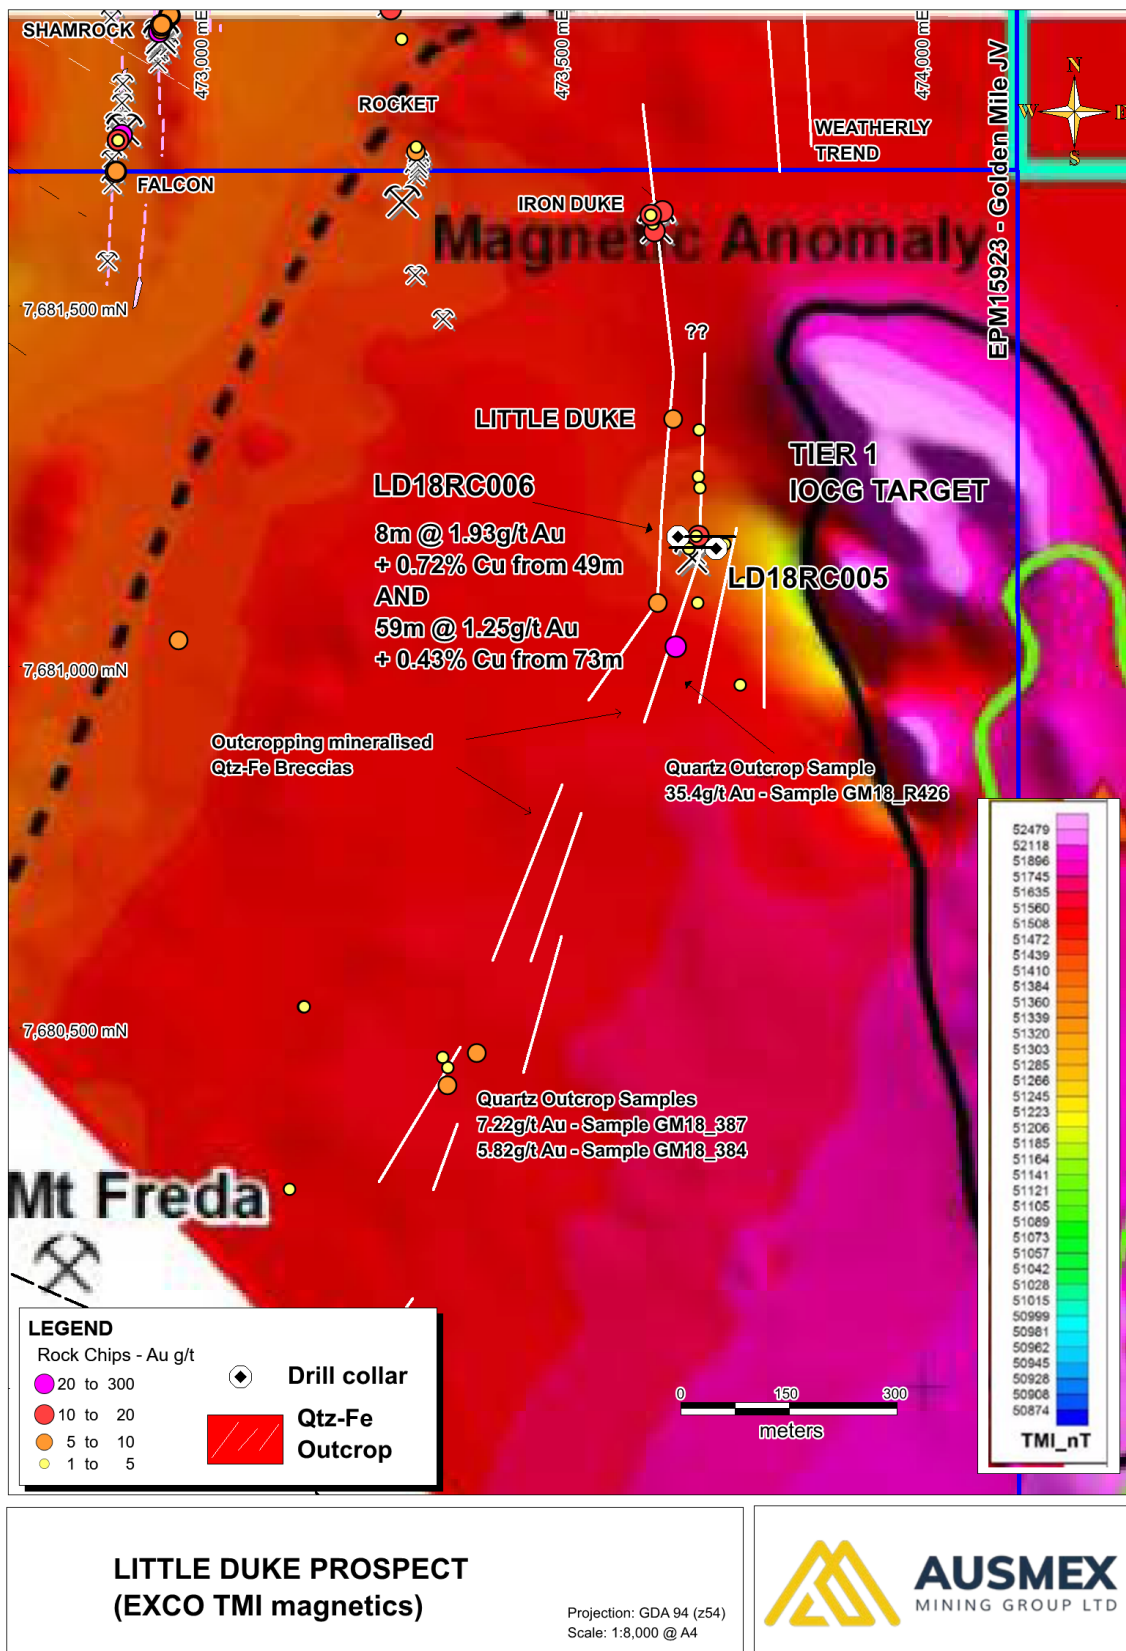 SHAMROCK
473,000 mE
473,500 mE
474,000 mE
EPM15923 - Golden Mile JV
N
W
E
S
ROCKET
WEATHERLY
TREND
FALCON
IRON DUKE
Magnetic Anomaly
7,681,500 mN
??
LITTLE DUKE
TIER 1
IOCG TARGET
LD18RC006
8m @ 1.93g/t Au
+ 0.72% Cu from 49m
AND
59m @ 1.25g/t Au
+ 0.43% Cu from 73m
LD18RC005
7,681,000 mN
Outcropping mineralised
Qtz-Fe Breccias
Quartz Outcrop Sample
35.4g/t Au - Sample GM18_R426
52479
52118
51896
51745
51635
51560
51508
51472
51439
51410
51384
51360
51339
51320
51303
51285
51266
51245
51223
51206
51185
51164
51141
51121
51105
51089
51073
51057
51042
51028
51015
50999
50981
50962
50945
50928
50908
50874
TMI_nT
7,680,500 mN
Quartz Outcrop Samples
7.22g/t Au - Sample GM18_387
5.82g/t Au - Sample GM18_384
Mt Freda
LEGEND
Rock Chips - Au g/t
20 to 300
10 to 20
5 to 10
1 to 5
Drill collar
Qtz-Fe
Outcrop
0 150 300
meters
LITTLE DUKE PROSPECT
(EXCO TMI magnetics)
Projection: GDA 94 (z54)
Scale: 1:8,000 @ A4
AUSMEX
MINING GROUP LTD